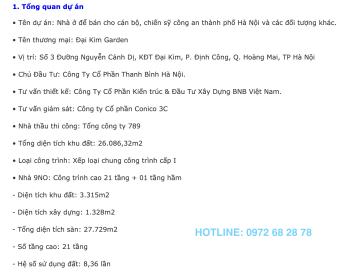 1. Tổng quan dự án
• Tên dự án: Nhà ở để bán cho cán bộ, chiến sỹ công an thành phố Hà Nội và các đối tượng khác.
• Tên thương mại: Đại Kim Garden
• Vị trí: Số 3 Đường Nguyễn Cảnh Dị, KĐT Đại Kim, P. Định Công, Q. Hoàng Mai, TP Hà Nội
• Chủ Đầu Tư: Công Ty Cổ Phần Thanh Bình Hà Nội.
• Tư vấn thiết kế: Công Ty Cổ Phần Kiến trúc & Đầu Tư Xây Dựng BNB Việt Nam.
• Tư vấn giám sát: Công ty cổ phần Conico 3C
• Nhà thầu thi công: Tổng công ty 789
• Tổng diện tích khu đất: 26.086,32m2
• Loại công trình: Xếp loại chung công trình cấp I
• Nhà 9NO: Công trình cao 21 tầng + 01 tầng hầm
- Diện tích khu đất: 3.315m2
- Diện tích xây dựng: 1.328m2
- Tổng diện tích sàn: 27.729m2
HOTLINE: 0972 68 28 78
- Số tầng cao: 21 tầng
- Hệ số sử dụng đất: 8,36 lần